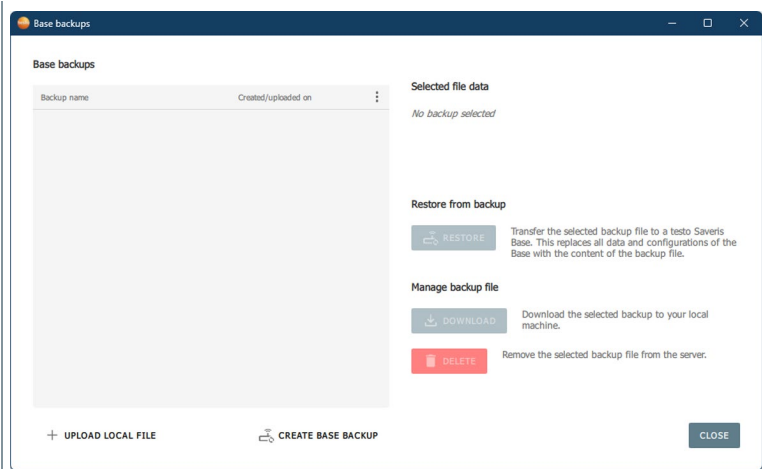 Base backups
Base backups
Backup name
Created/uploaded on
Selected file data
No backup selected
Restore from backup
RESTORE
Transfer the selected backup file to a testo Saveris
Base. This replaces all data and configurations of the
Base with the content of the backup file.
Manage backup file
DOWNLOAD
Download the selected backup to your local
machine.
DELETE
Remove the selected backup file from the server.
UPLOAD LOCAL FILE
CREATE BASE BACKUP
CLOSE